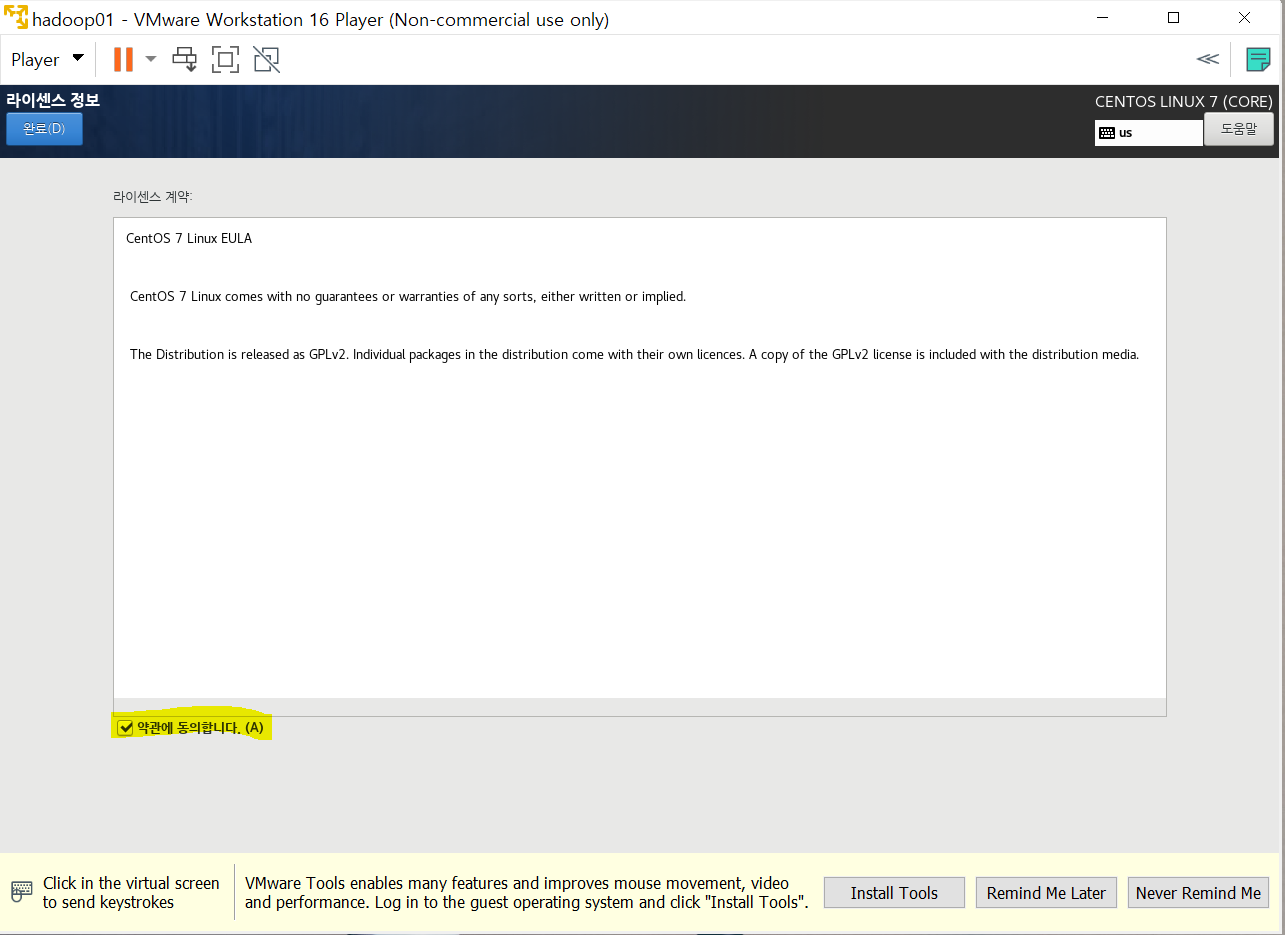 hadoop01 - VMware Workstation 16 Player (Non-commercial use only)
Player
라이센스 정보
완료(D)
CENTOS LINUX 7 (CORE)
us
도움말
라이센스 계약:
CentOS 7 Linux EULA
CentOS 7 Linux comes with no guarantees or warranties of any sorts, either written or implied.
The Distribution is released as GPLv2. Individual packages in the distribution come with their own licences. A copy of the GPLv2 license is included with the distribution media.
약관에 동의합니다. (A)
Click in the virtual screen
to send keystrokes
VMware Tools enables many features and improves mouse movement, video
and performance. Log in to the guest operating system and click "Install Tools".
Install Tools
Remind Me Later
Never Remind Me